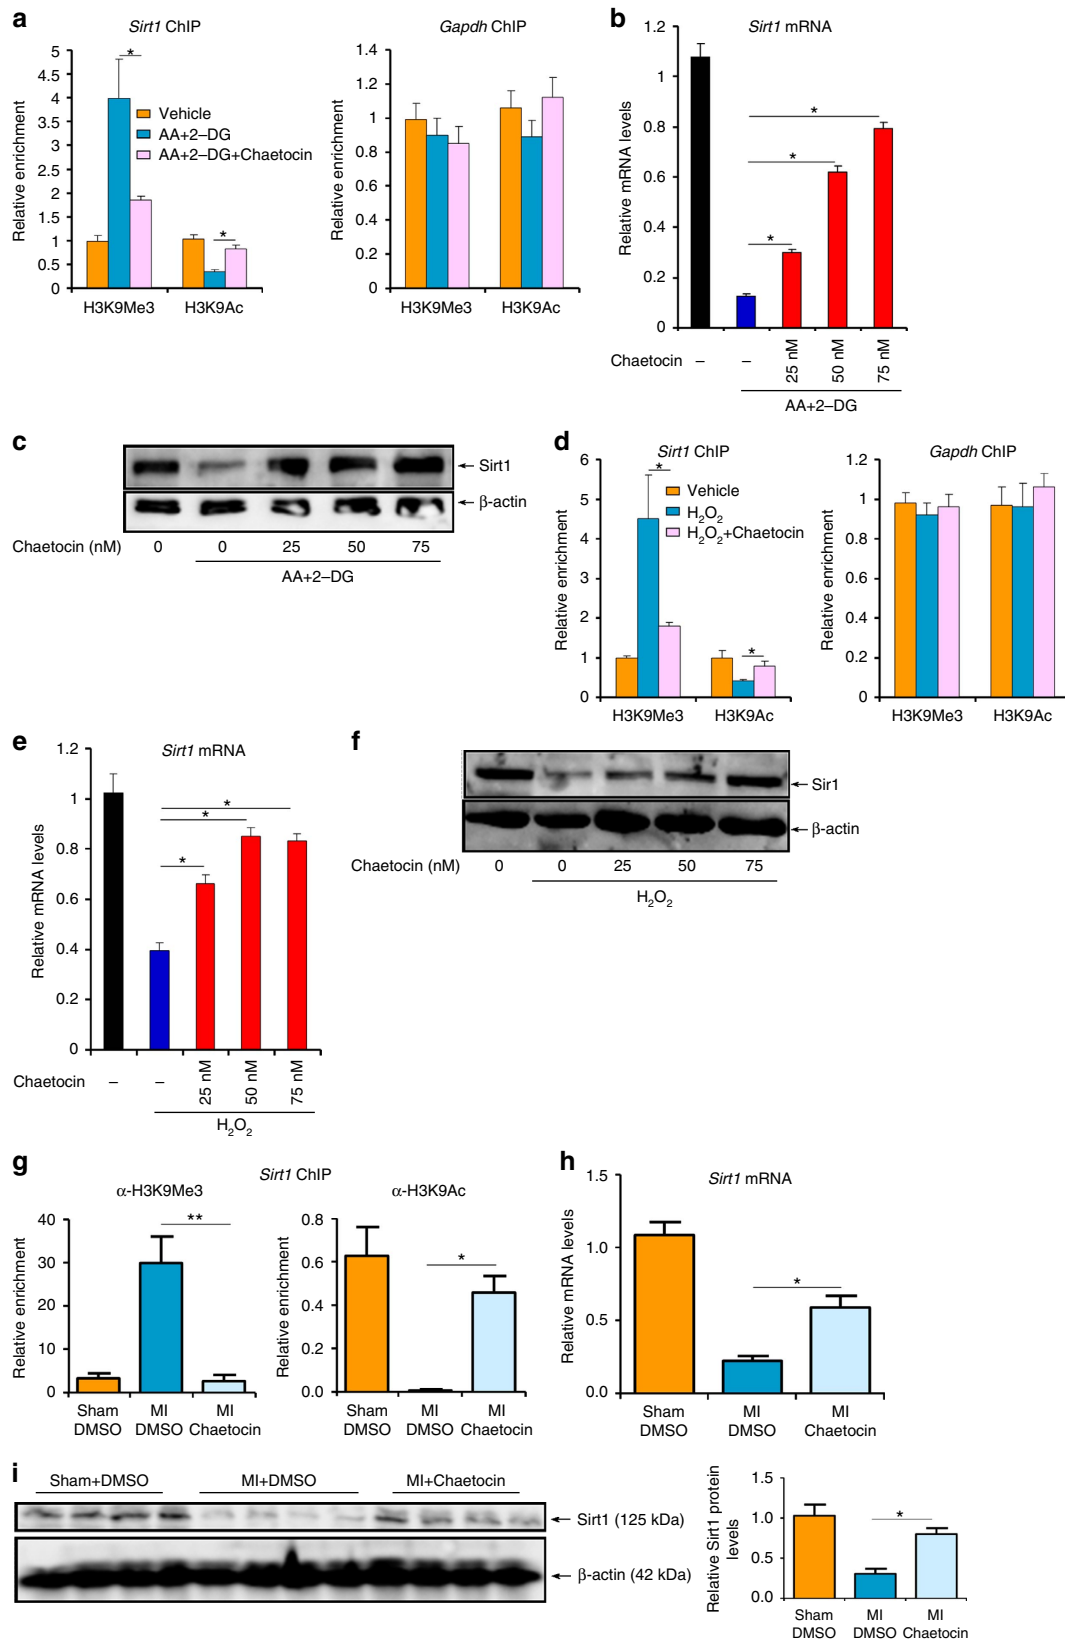 a
Sirt1 ChIP
Relative enrichment
5
4.5
4
3.5
3
2.5
2
1.5
1
0.5
0
*
*
Vehicle
AA+2–DG
AA+2–DG+Chaetocin
H3K9Me3 H3K9Ac
Gapdh ChIP
Relative enrichment
1.4
1.2
1
0.8
0.6
0.4
0.2
0
H3K9Me3 H3K9Ac
b
Sirt1 mRNA
Relative mRNA levels
1.2
1
0.8
0.6
0.4
0.2
0
*
*
*
Chaetocin – – 25 nM 50 nM 75 nM
AA+2–DG
c
Sirt1
β-actin
Chaetocin (nM) 0 0 25 50 75
AA+2–DG
d
Sirt1 ChIP
Relative enrichment
6
5
4
3
2
1
0
*
*
Vehicle
H2O2
H2O2+Chaetocin
H3K9Me3 H3K9Ac
Gapdh ChIP
Relative enrichment
1.2
1
0.8
0.6
0.4
0.2
0
H3K9Me3 H3K9Ac
e
Sirt1 mRNA
Relative mRNA levels
1.2
1
0.8
0.6
0.4
0.2
0
*
*
*
Chaetocin – – 25 nM 50 nM 75 nM
H2O2
f
Sir1
β-actin
Chaetocin (nM) 0 0 25 50 75
H2O2
g
Sirt1 ChIP
α-H3K9Me3
Relative enrichment
40
30
20
10
0
**
Sham DMSO
MI DMSO
MI Chaetocin
α-H3K9Ac
Relative enrichment
0.8
0.6
0.4
0.2
0.0
*
Sham DMSO
MI DMSO
MI Chaetocin
h
Sirt1 mRNA
Relative mRNA levels
1.5
1.0
0.5
0.0
*
Sham DMSO
MI DMSO
MI Chaetocin
i
Sham+DMSO MI+DMSO MI+Chaetocin
Sirt1 (125 kDa)
β-actin (42 kDa)
Relative Sirt1 protein levels
1.5
1.0
0.5
0.0
*
Sham DMSO
MI DMSO
MI Chaetocin